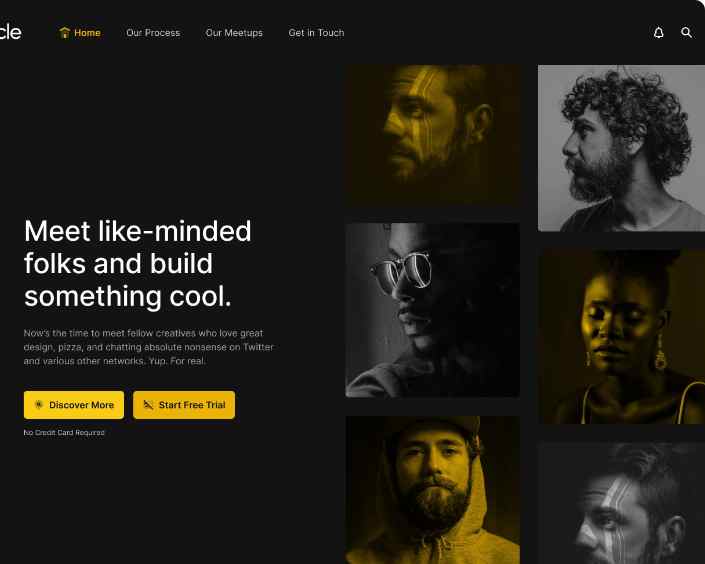 cle
Home
Our Process
Our Meetups
Get in Touch
Meet like-minded
folks and build
something cool.
Now's the time to meet fellow creatives who love great
design, pizza, and chatting absolute nonsense on Twitter
and various other networks. Yup. For real.
Discover More
Start Free Trial
No Credit Card Required